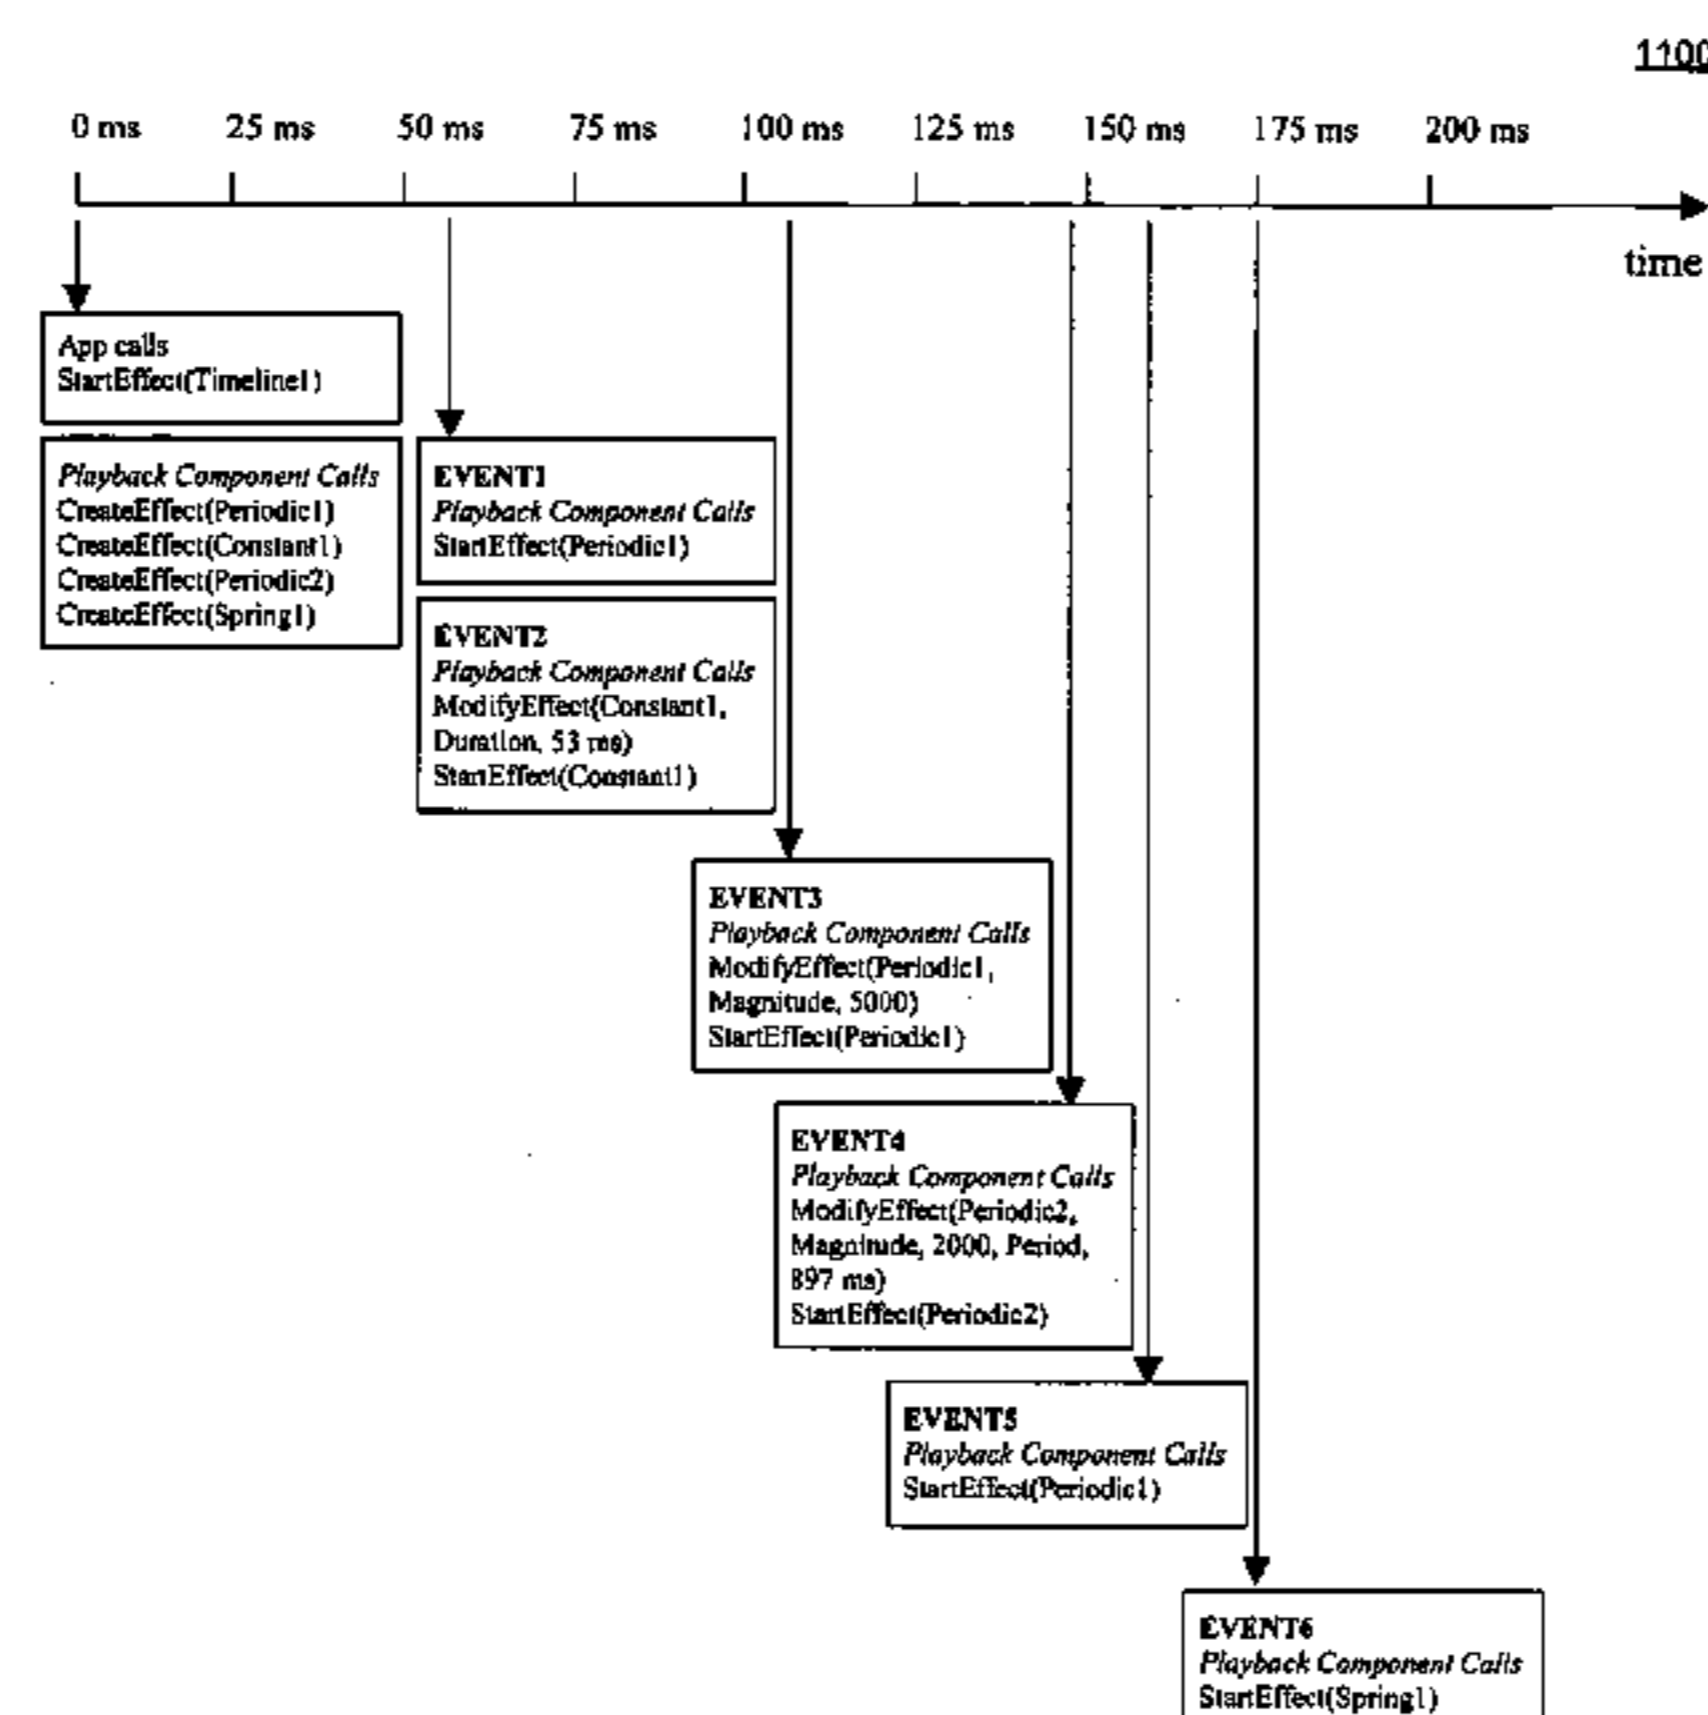 1100
0 ms 25 ms 50 ms 75 ms 100 ms 125 ms 150 ms 175 ms 200 ms
time
App calls
StartEffect(Timeline1)
Playback Component Calls
CreateEffect(Periodic1)
CreateEffect(Constant1)
CreateEffect(Periodic2)
CreateEffect(Spring1)
EVENT1
Playback Component Calls
StartEffect(Periodic1)
EVENT2
Playback Component Calls
ModifyEffect(Constant1,
Duration, 53 ms)
StartEffect(Constant1)
EVENT3
Playback Component Calls
ModifyEffect(Periodic1,
Magnitude, 5000)
StartEffect(Periodic1)
EVENT4
Playback Component Calls
ModifyEffect(Periodic2,
Magnitude, 2000, Period,
897 ms)
StartEffect(Periodic2)
EVENT5
Playback Component Calls
StartEffect(Periodic1)
EVENT6
Playback Component Calls
StartEffect(Spring1)